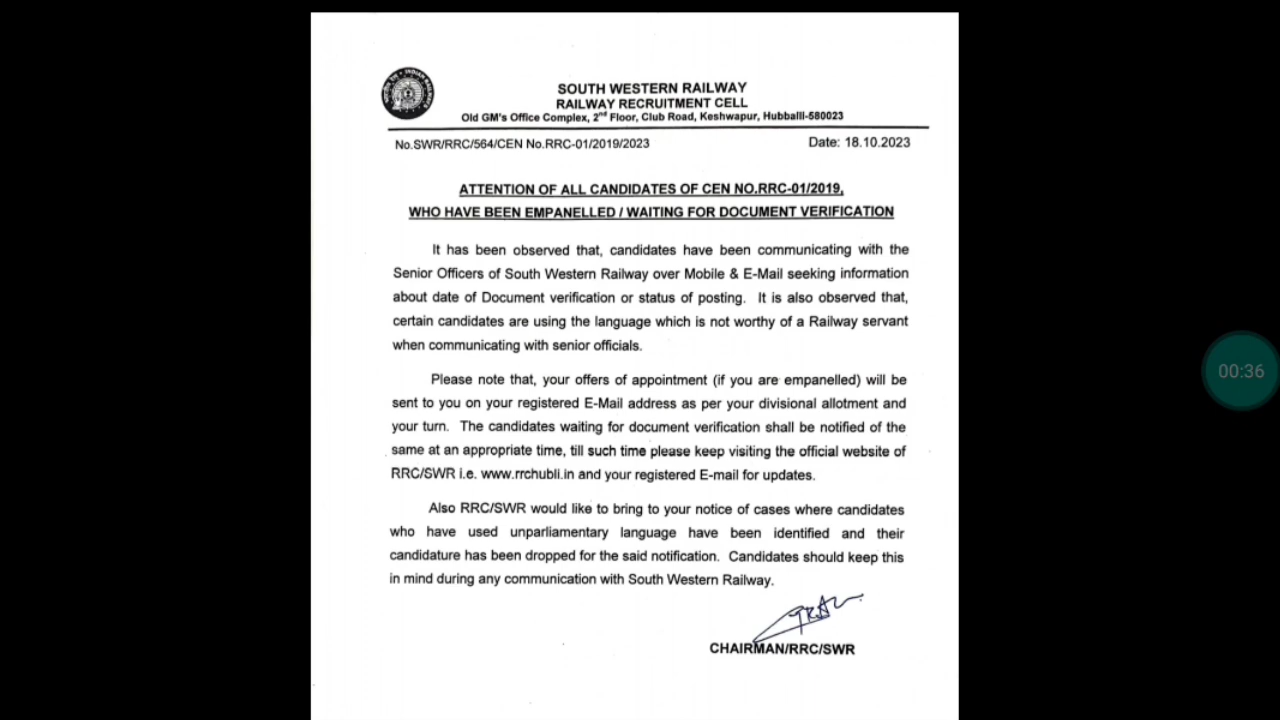 SOUTH WESTERN RAILWAY
RAILWAY RECRUITMENT CELL
Old GM's Office Complex, 2nd Floor, Club Road, Keshwapur, Hubballi-580023
No.SWR/RRC/564/CEN No.RRC-01/2019/2023 Date: 18.10.2023
ATTENTION OF ALL CANDIDATES OF CEN NO.RRC-01/2019,
WHO HAVE BEEN EMPANELLED / WAITING FOR DOCUMENT VERIFICATION
It has been observed that, candidates have been communicating with the
Senior Officers of South Western Railway over Mobile & E-Mail seeking information
about date of Document verification or status of posting. It is also observed that,
certain candidates are using the language which is not worthy of a Railway servant
when communicating with senior officials.
00:36
Please note that, your offers of appointment (if you are empanelled) will be
sent to you on your registered E-Mail address as per your divisional allotment and
your turn. The candidates waiting for document verification shall be notified of the
same at an appropriate time, till such time please keep visiting the official website of
RRC/SWR i.e. www.rrchubli.in and your registered E-mail for updates.
Also RRC/SWR would like to bring to your notice of cases where candidates
who have used unparliamentary language have been identified and their
candidature has been dropped for the said notification. Candidates should keep this
in mind during any communication with South Western Railway.
CHAIRMAN/RRC/SWR